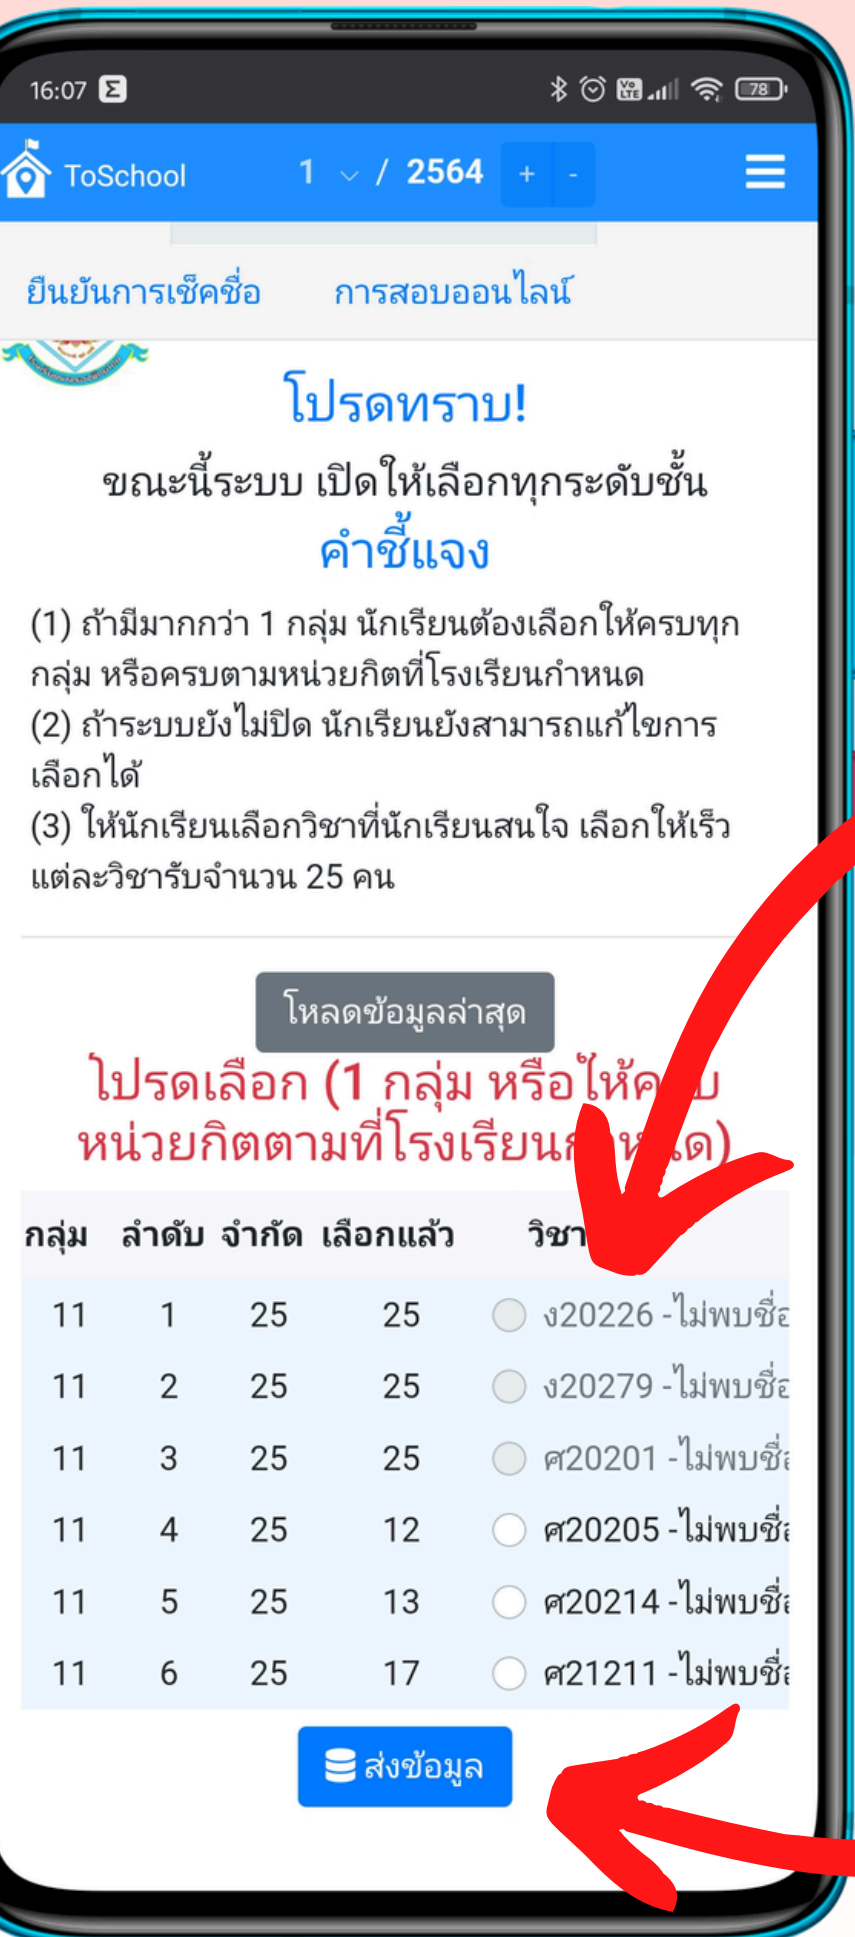 16:07
Vo LTE 78
ToSchool 1 / 2564 + -
ยืนยันการเช็คชื่อ การสอบออนไลน์
โปรดทราบ!
ขณะนี้ระบบ เปิดให้เลือกทุกระดับชั้น
คำชี้แจง
(1) ถ้ามีมากกว่า 1 กลุ่ม นักเรียนต้องเลือกให้ครบทุก
กลุ่ม หรือครบตามหน่วยกิตที่โรงเรียนกำหนด
(2) ถ้าระบบยังไม่ปิด นักเรียนยังสามารถแก้ไขการ
เลือกได้
(3) ให้นักเรียนเลือกวิชาที่นักเรียนสนใจ เลือกให้เร็ว
แต่ละวิชารับจำนวน 25 คน
โหลดข้อมูลล่าสุด
โปรดเลือก (1 กลุ่ม หรือให้ครบ
หน่วยกิตตามที่โรงเรียนกำหนด)
กลุ่ม ลำดับ จำกัด เลือกแล้ว วิชา
11 1 25 25 ง20226 -ไม่พบชื่อ
11 2 25 25 ง20279 -ไม่พบชื่อ
11 3 25 25 ศ20201 -ไม่พบชื่อ
11 4 25 12 ศ20205 -ไม่พบชื่อ
11 5 25 13 ศ20214 -ไม่พบชื่อ
11 6 25 17 ศ21211 -ไม่พบชื่อ
ส่งข้อมูล